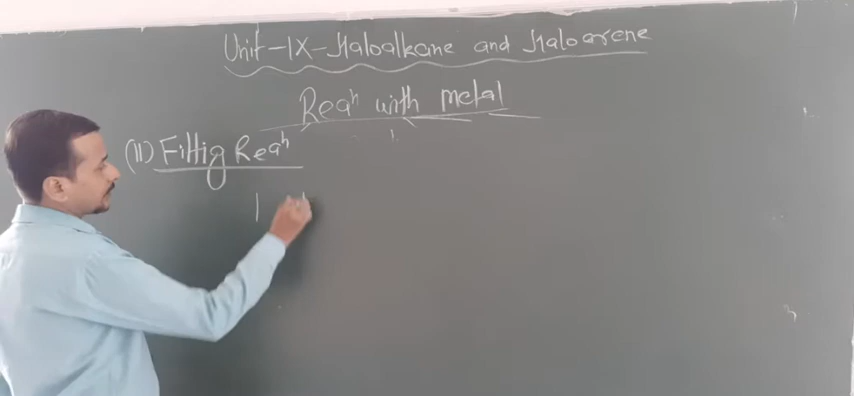 Unit-IX-Haloalkane and Haloarene
Reaⁿ with metal
(II) Fittig Reaⁿ